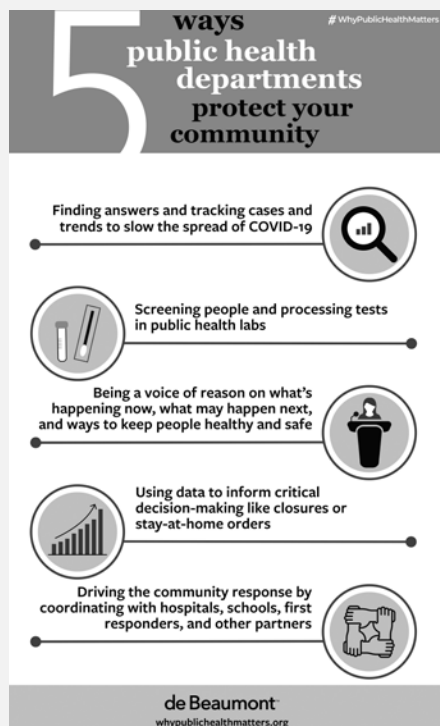 5 ways
#WhyPublicHealthMatters
public health
departments
protect your
community
Finding answers and tracking cases and
trends to slow the spread of COVID-19
Screening people and processing tests
in public health labs
Being a voice of reason on what's
happening now, what may happen next,
and ways to keep people healthy and safe
Using data to inform critical
decision-making like closures or
stay-at-home orders
Driving the community response by
coordinating with hospitals, schools, first
responders, and other partners
de Beaumont
whypublichealthmatters.org